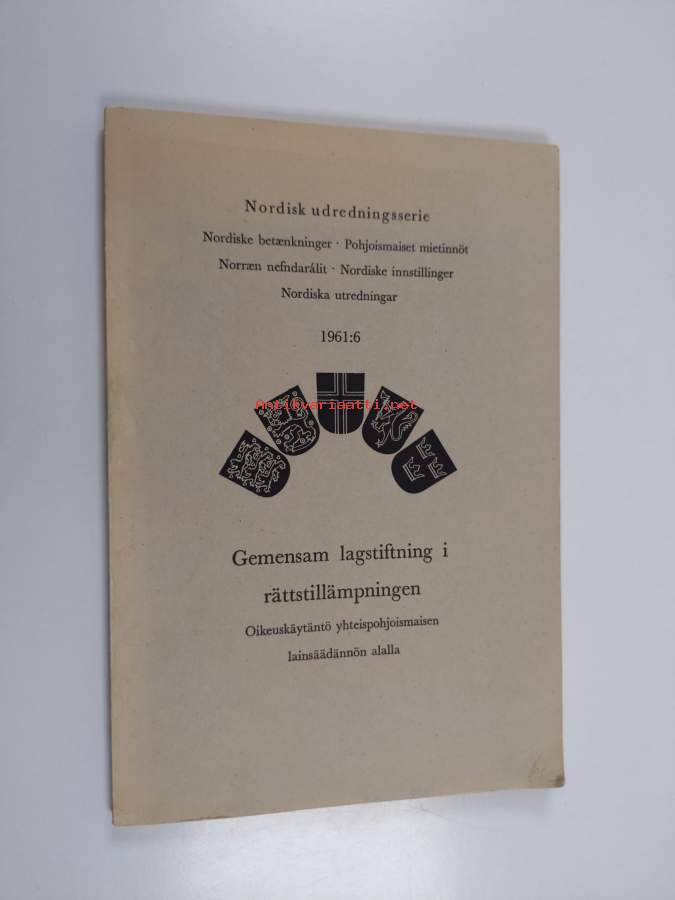 Nordisk udredningsserie
Nordiske betænkninger · Pohjoismaiset mietinnöt
Norræn nefndarálit · Nordiske innstillinger
Nordiska utredningar
1961:6
Antikvariaatti.net
Gemensam lagstiftning i
rättstillämpningen
Oikeuskäytäntö yhteispohjoismaisen
lainsäädännön alalla